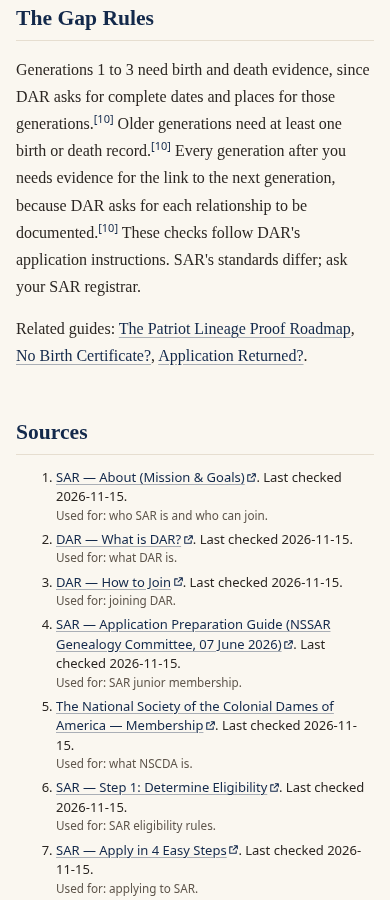 The Gap Rules
Generations 1 to 3 need birth and death evidence, since
DAR asks for complete dates and places for those
generations.[10] Older generations need at least one
birth or death record.[10] Every generation after you
needs evidence for the link to the next generation,
because DAR asks for each relationship to be
documented.[10] These checks follow DAR's
application instructions. SAR's standards differ; ask
your SAR registrar.
Related guides: The Patriot Lineage Proof Roadmap,
No Birth Certificate?, Application Returned?.
Sources
1. SAR — About (Mission & Goals). Last checked
2026-11-15.
Used for: who SAR is and who can join.
2. DAR — What is DAR?. Last checked 2026-11-15.
Used for: what DAR is.
3. DAR — How to Join. Last checked 2026-11-15.
Used for: joining DAR.
4. SAR — Application Preparation Guide (NSSAR
Genealogy Committee, 07 June 2026). Last
checked 2026-11-15.
Used for: SAR junior membership.
5. The National Society of the Colonial Dames of
America — Membership. Last checked 2026-11-
15.
Used for: what NSCDA is.
6. SAR — Step 1: Determine Eligibility. Last checked
2026-11-15.
Used for: SAR eligibility rules.
7. SAR — Apply in 4 Easy Steps. Last checked 2026-
11-15.
Used for: applying to SAR.